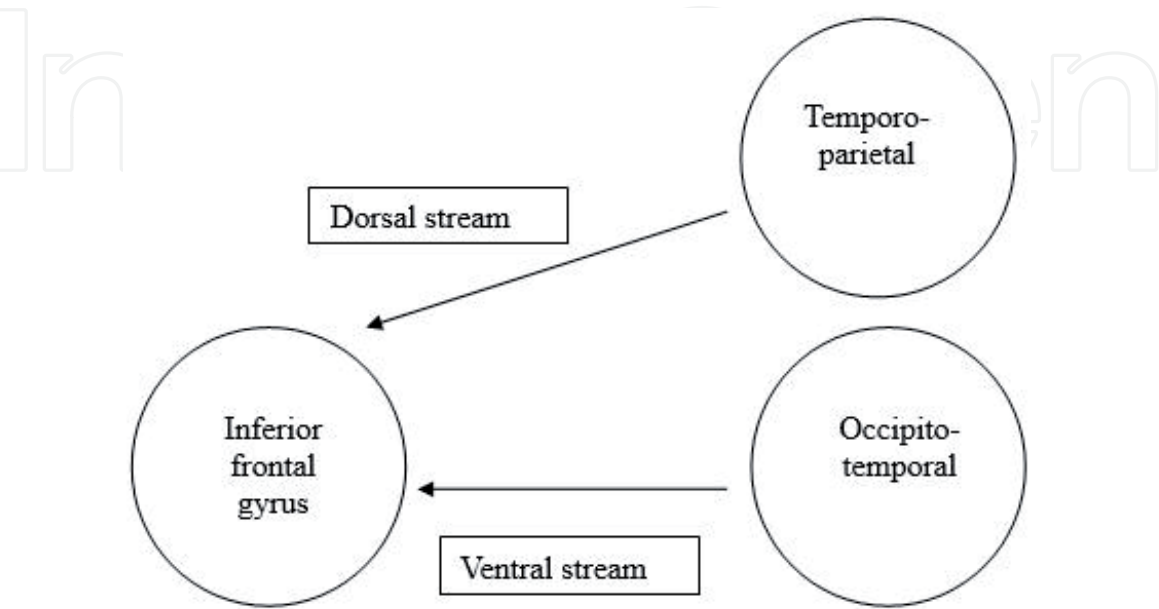 Temporo-
parietal
Dorsal stream
Inferior
frontal
gyrus
Occipito-
temporal
Ventral stream